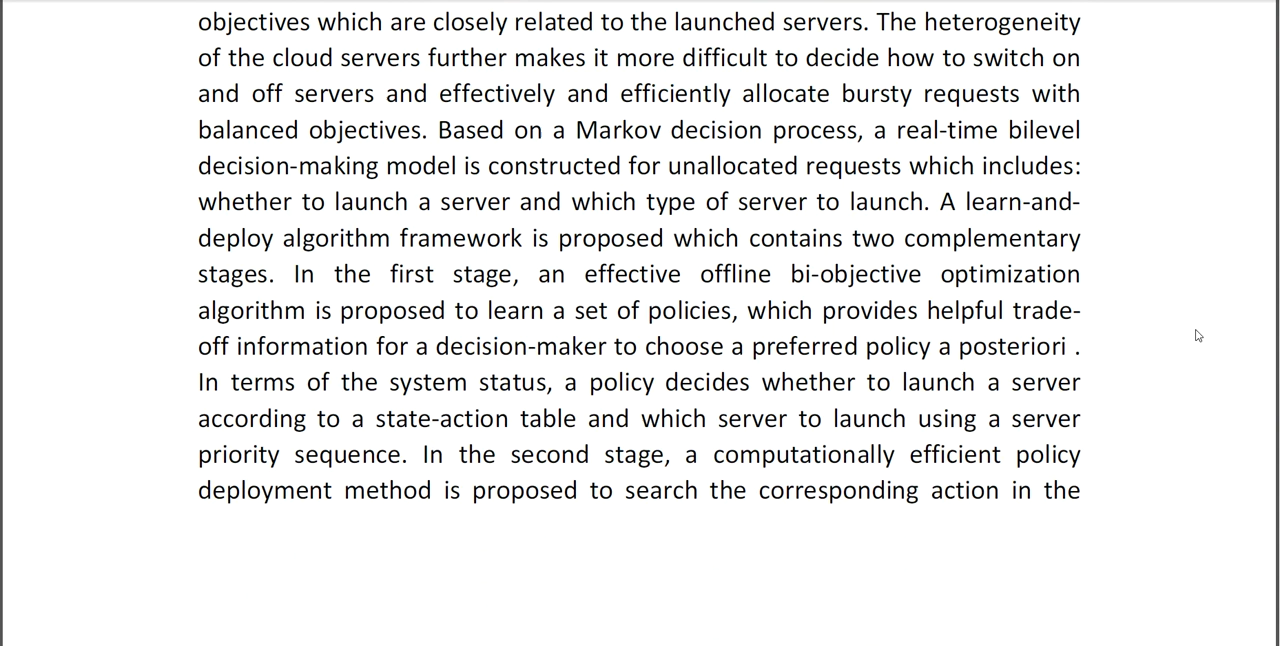 objectives which are closely related to the launched servers. The heterogeneity
of the cloud servers further makes it more difficult to decide how to switch on
and off servers and effectively and efficiently allocate bursty requests with
balanced objectives. Based on a Markov decision process, a real-time bilevel
decision-making model is constructed for unallocated requests which includes:
whether to launch a server and which type of server to launch. A learn-and-
deploy algorithm framework is proposed which contains two complementary
stages. In the first stage, an effective offline bi-objective optimization
algorithm is proposed to learn a set of policies, which provides helpful trade-
off information for a decision-maker to choose a preferred policy a posteriori .
In terms of the system status, a policy decides whether to launch a server
according to a state-action table and which server to launch using a server
priority sequence. In the second stage, a computationally efficient policy
deployment method is proposed to search the corresponding action in the